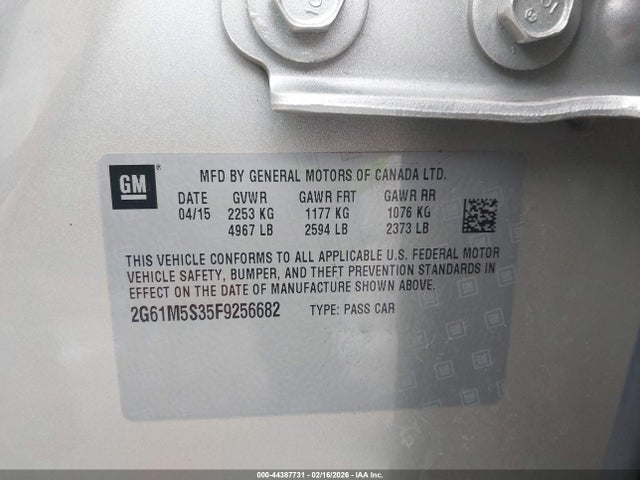 GM
MFD BY GENERAL MOTORS OF CANADA LTD.
DATE GVWR GAWR FRT GAWR RR
04/15 2253 KG 1177 KG 1076 KG
4967 LB 2594 LB 2373 LB
THIS VEHICLE CONFORMS TO ALL APPLICABLE U.S. FEDERAL MOTOR
VEHICLE SAFETY, BUMPER, AND THEFT PREVENTION STANDARDS IN
EFFECT ON THE DATE OF MANUFACTURE SHOWN ABOVE.
2G61M5S35F9256682 TYPE: PASS CAR
000-44387731 - 02/16/2026 - IAA Inc.